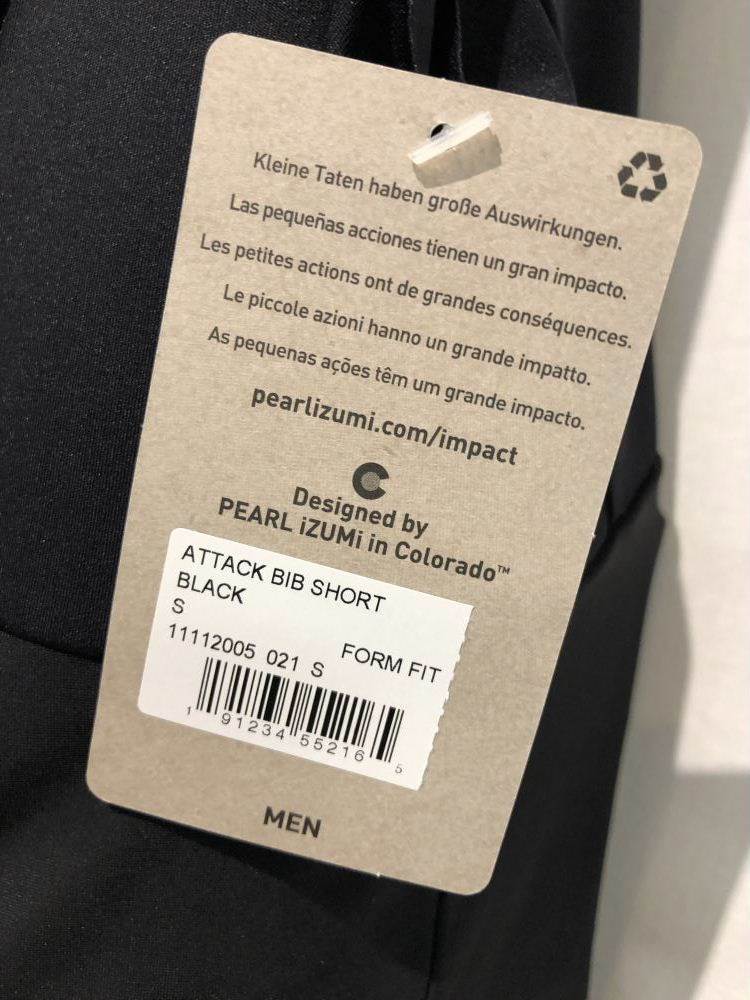 Kleine Taten haben große Auswirkungen.
Las pequeñas acciones tienen un gran impacto.
Les petites actions ont de grandes conséquences.
Le piccole azioni hanno un grande impatto.
As pequenas ações têm um grande impacto.
pearlizumi.com/impact
Designed by
PEARL iZUMi in Colorado™
ATTACK BIB SHORT
BLACK
S
11112005 021 S FORM FIT
1 91234 55216 5
MEN